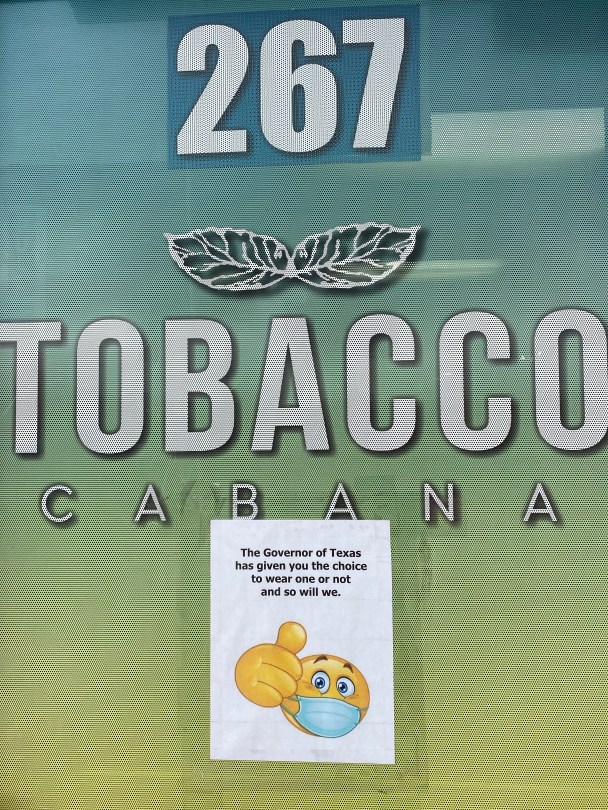 267
TOBACCO
CABANA
The Governor of Texas
has given you the choice
to wear one or not
and so will we.